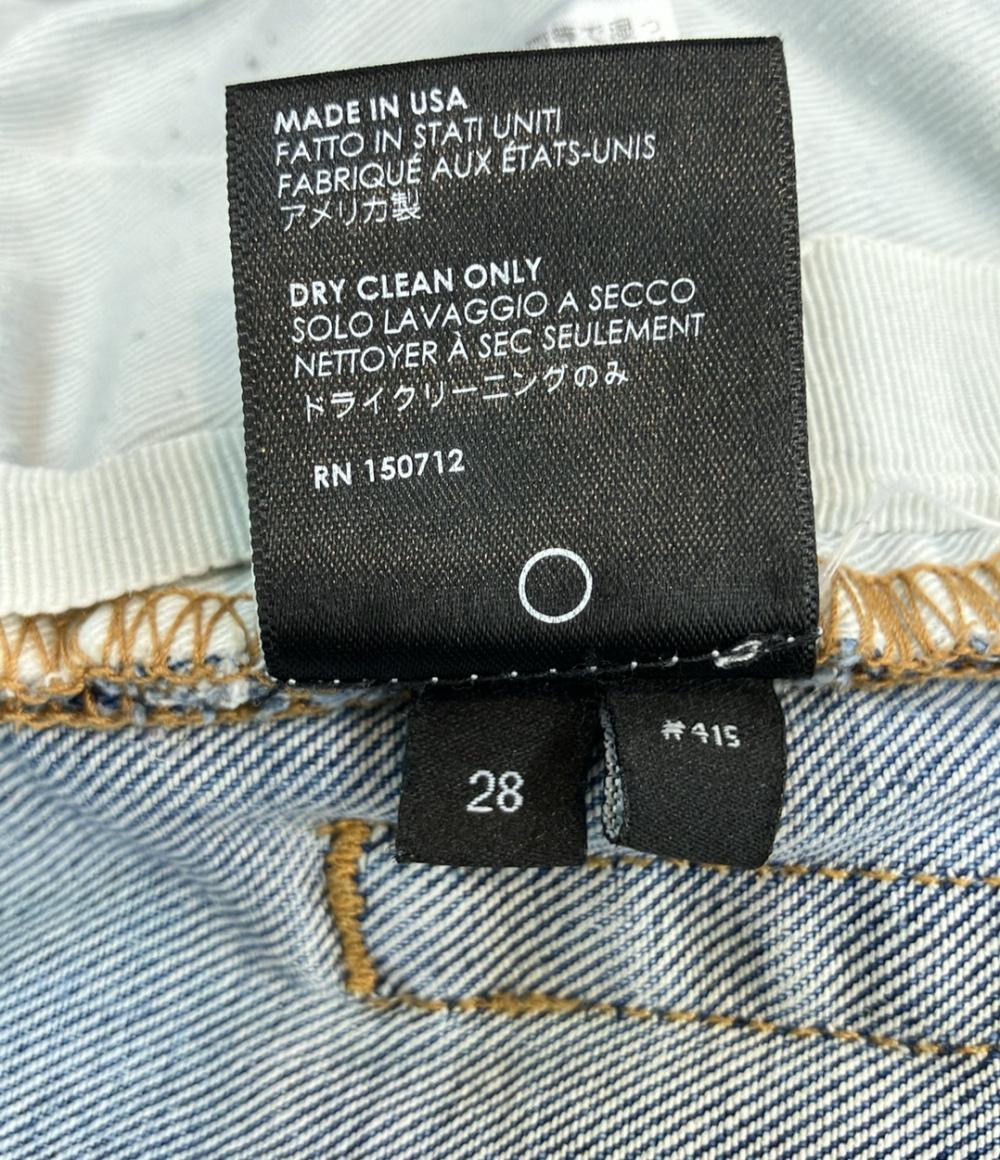 MADE IN USA
FATTO IN STATI UNITI
FABRIQUÉ AUX ÉTATS-UNIS
アメリカ製
DRY CLEAN ONLY
SOLO LAVAGGIO A SECCO
NETTOYER À SEC SEULEMENT
ドライクリーニングのみ
RN 150712
#415
28